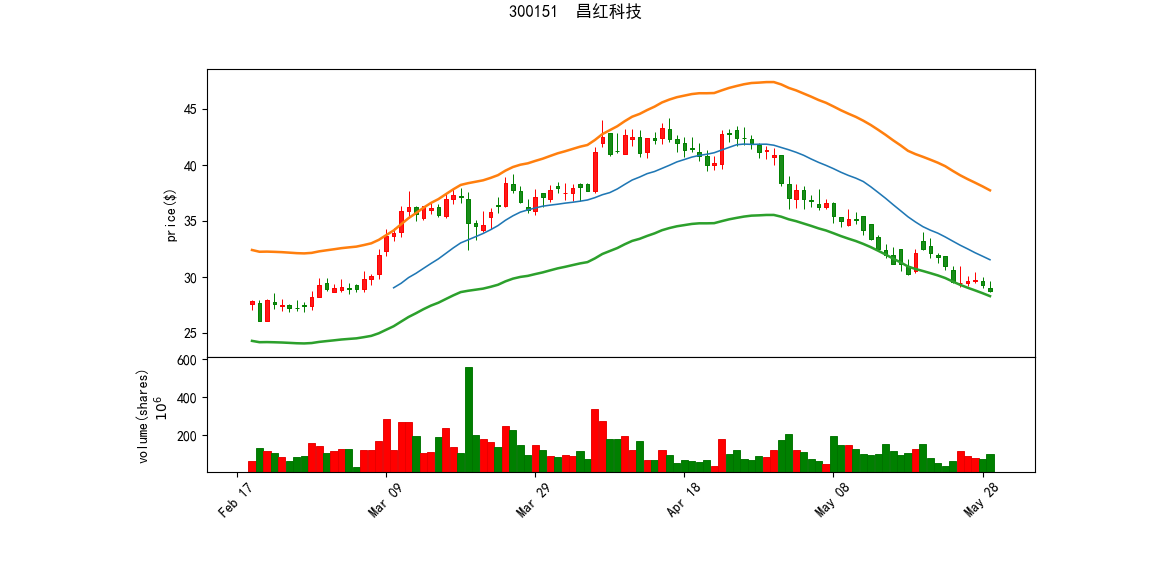 300151 昌红科技
price($)
45
40
35
30
25
volume(shares)
10^6
600
400
200
Feb 17
Mar 09
Mar 29
Apr 18
May 08
May 28